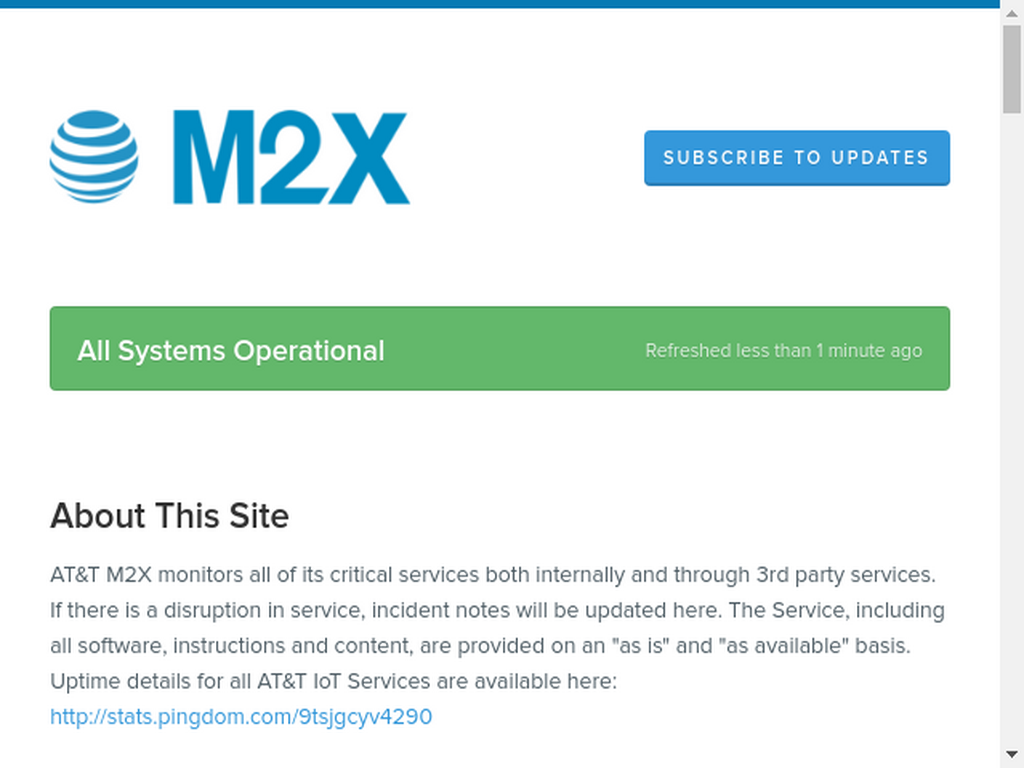 M2X
SUBSCRIBE TO UPDATES
All Systems Operational
Refreshed less than 1 minute ago
About This Site
AT&T M2X monitors all of its critical services both internally and through 3rd party services.
If there is a disruption in service, incident notes will be updated here. The Service, including
all software, instructions and content, are provided on an "as is" and "as available" basis.
Uptime details for all AT&T IoT Services are available here:
http://stats.pingdom.com/9tsjgcyv4290